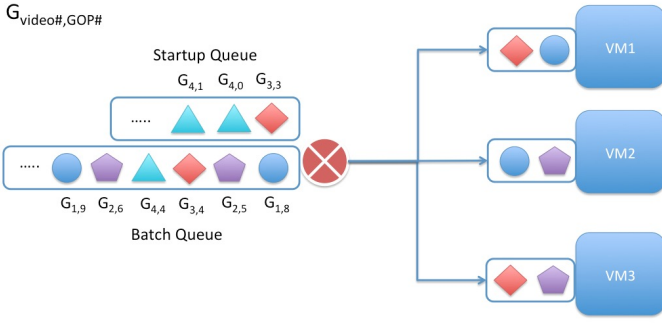 G video#,GOP#
Startup Queue
G4,1 G4,0 G3,3
.....
.....
G1,9 G2,6 G4,4 G3,4 G2,5 G1,8
Batch Queue
VM1
VM2
VM3